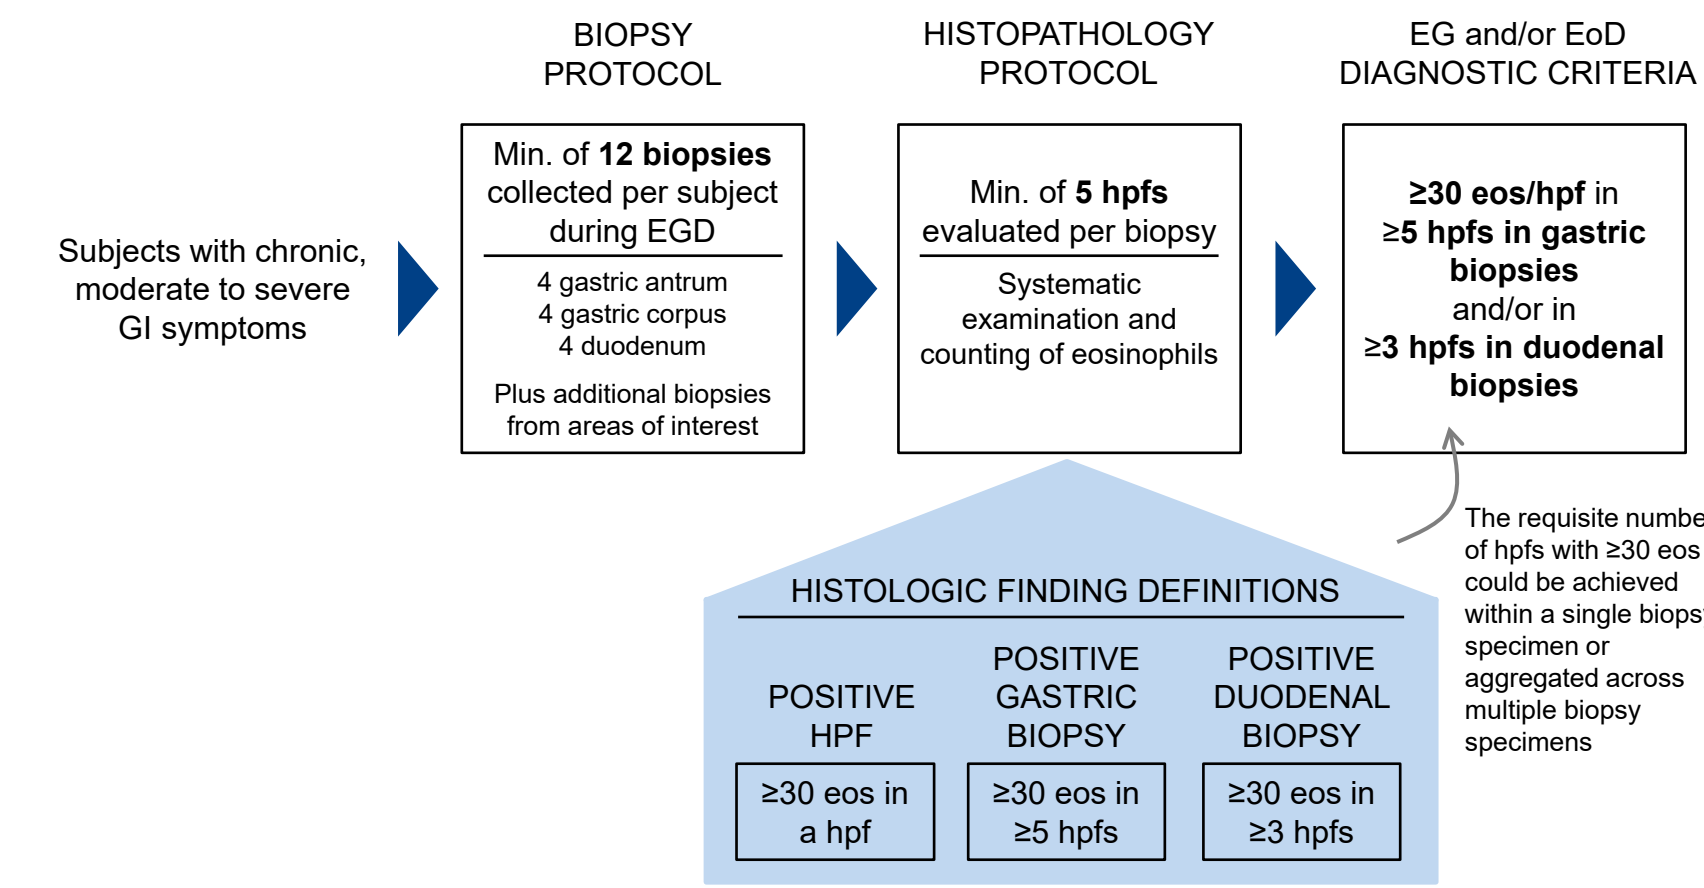 BIOPSY
PROTOCOL
HISTOPATHOLOGY
PROTOCOL
EG and/or EoD
DIAGNOSTIC CRITERIA
Subjects with chronic,
moderate to severe
GI symptoms
Min. of 12 biopsies
collected per subject
during EGD
4 gastric antrum
4 gastric corpus
4 duodenum
Plus additional biopsies
from areas of interest
Min. of 5 hpfs
evaluated per biopsy
Systematic
examination and
counting of eosinophils
≥30 eos/hpf in
≥5 hpfs in gastric
biopsies
and/or in
≥3 hpfs in duodenal
biopsies
The requisite numbe
of hpfs with ≥30 eos
could be achieved
within a single biops
specimen or
aggregated across
multiple biopsy
specimens
HISTOLOGIC FINDING DEFINITIONS
POSITIVE
HPF
≥30 eos in
a hpf
POSITIVE
GASTRIC
BIOPSY
≥30 eos in
≥5 hpfs
POSITIVE
DUODENAL
BIOPSY
≥30 eos in
≥3 hpfs